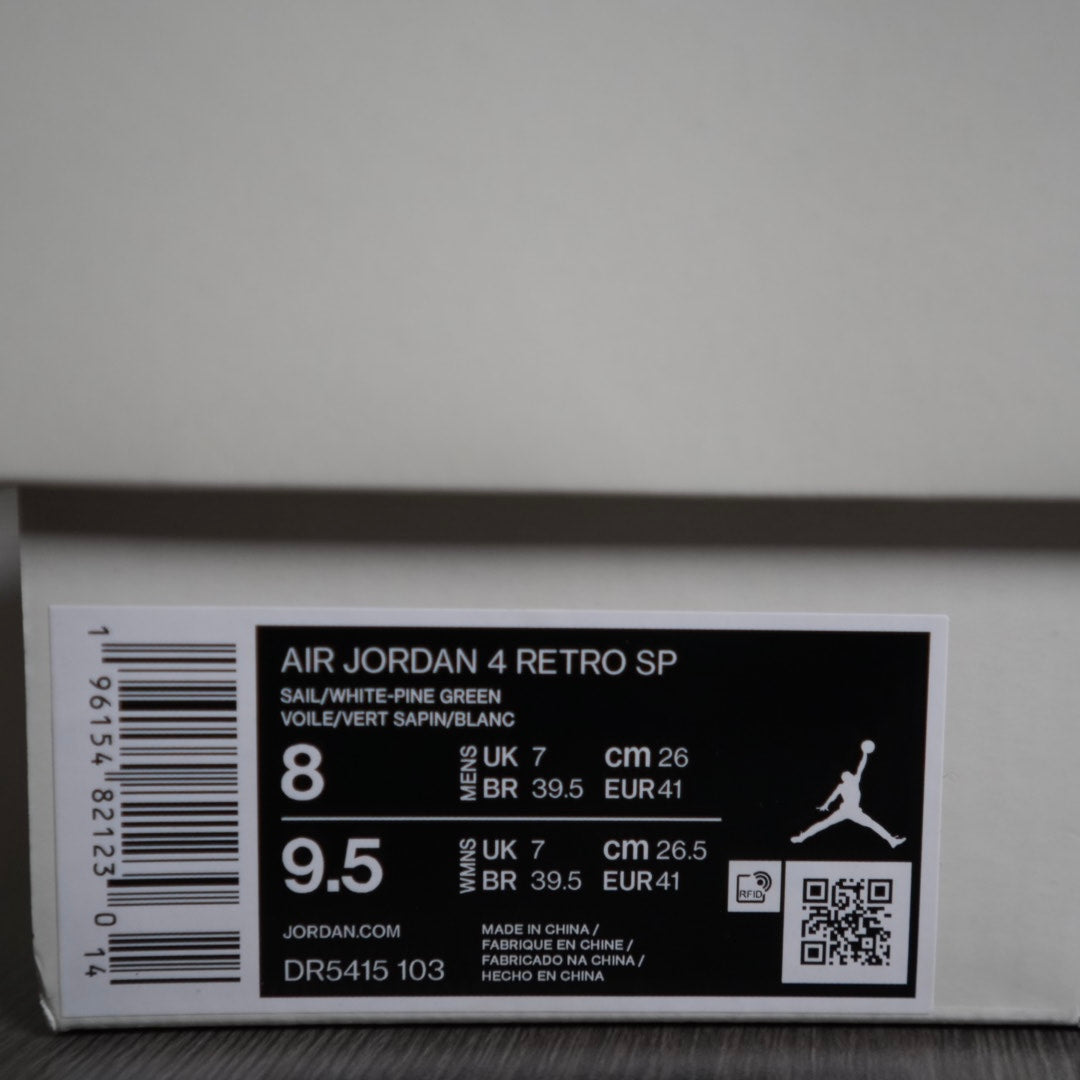 1 96154 82123 0 14
AIR JORDAN 4 RETRO SP
SAIL/WHITE-PINE GREEN
VOILE/VERT SAPIN/BLANC
8 MENS UK 7 cm 26
BR 39.5 EUR 41
9.5 WMNS UK 7 cm 26.5
BR 39.5 EUR 41
JORDAN.COM
DR5415 103
MADE IN CHINA /
FABRIQUE EN CHINE /
FABRICADO NA CHINA /
HECHO EN CHINA
RFID